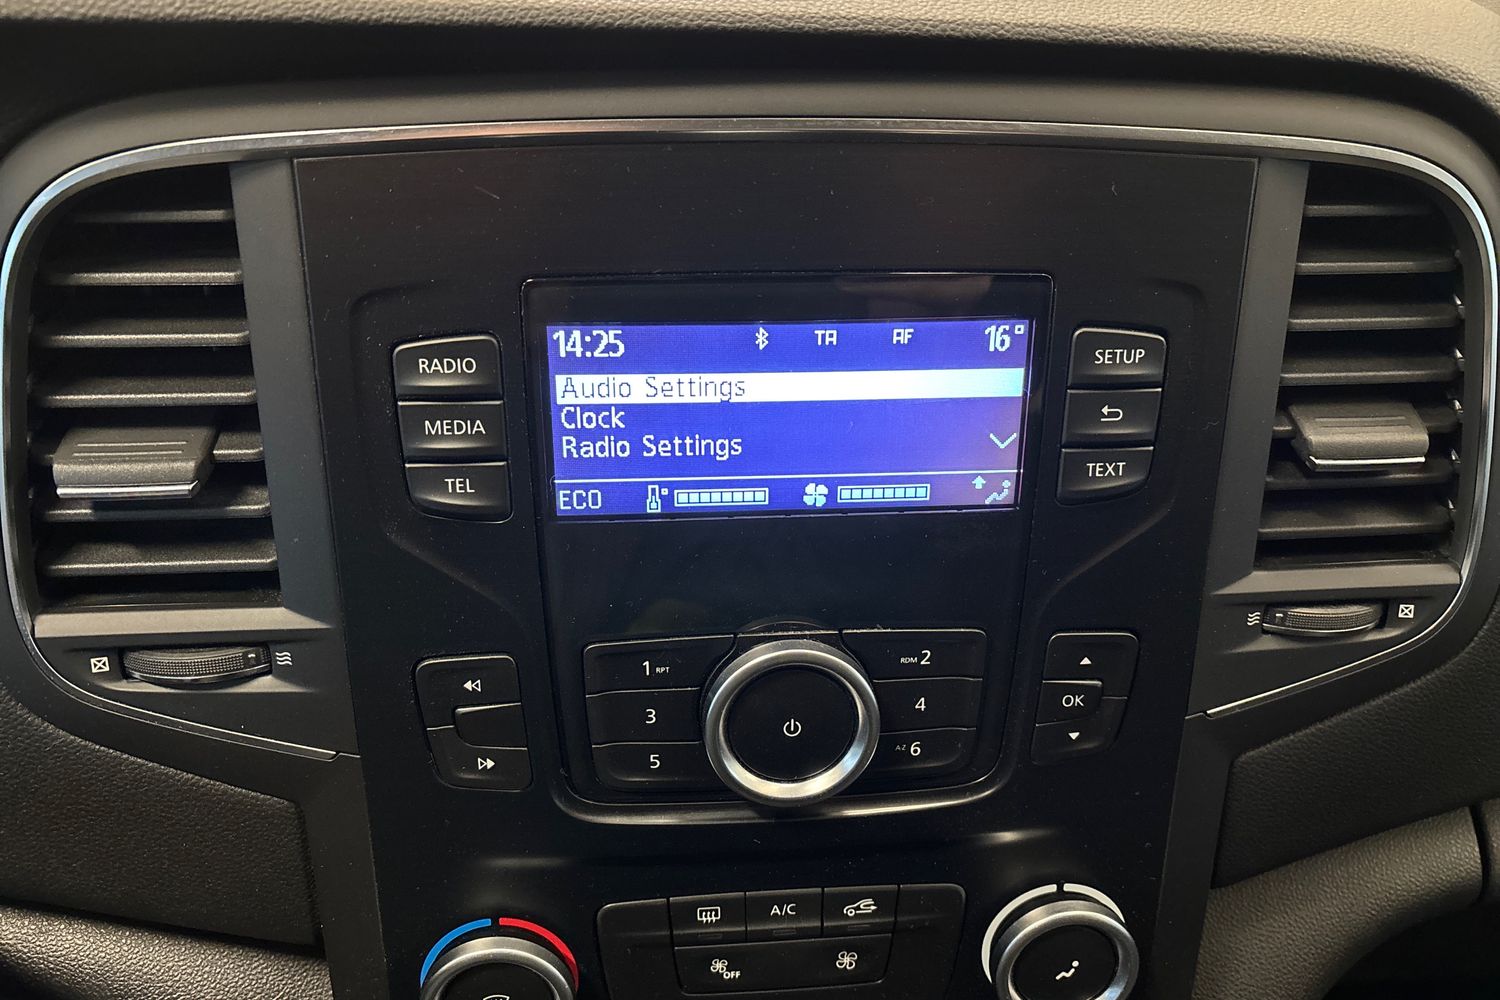 14:25 TA AF 16°
Audio Settings
Clock
Radio Settings
ECO
RADIO
MEDIA
TEL
SETUP
TEXT
1 RPT
RDM 2
3
4
5
A-Z 6
OK
A/C
OFF